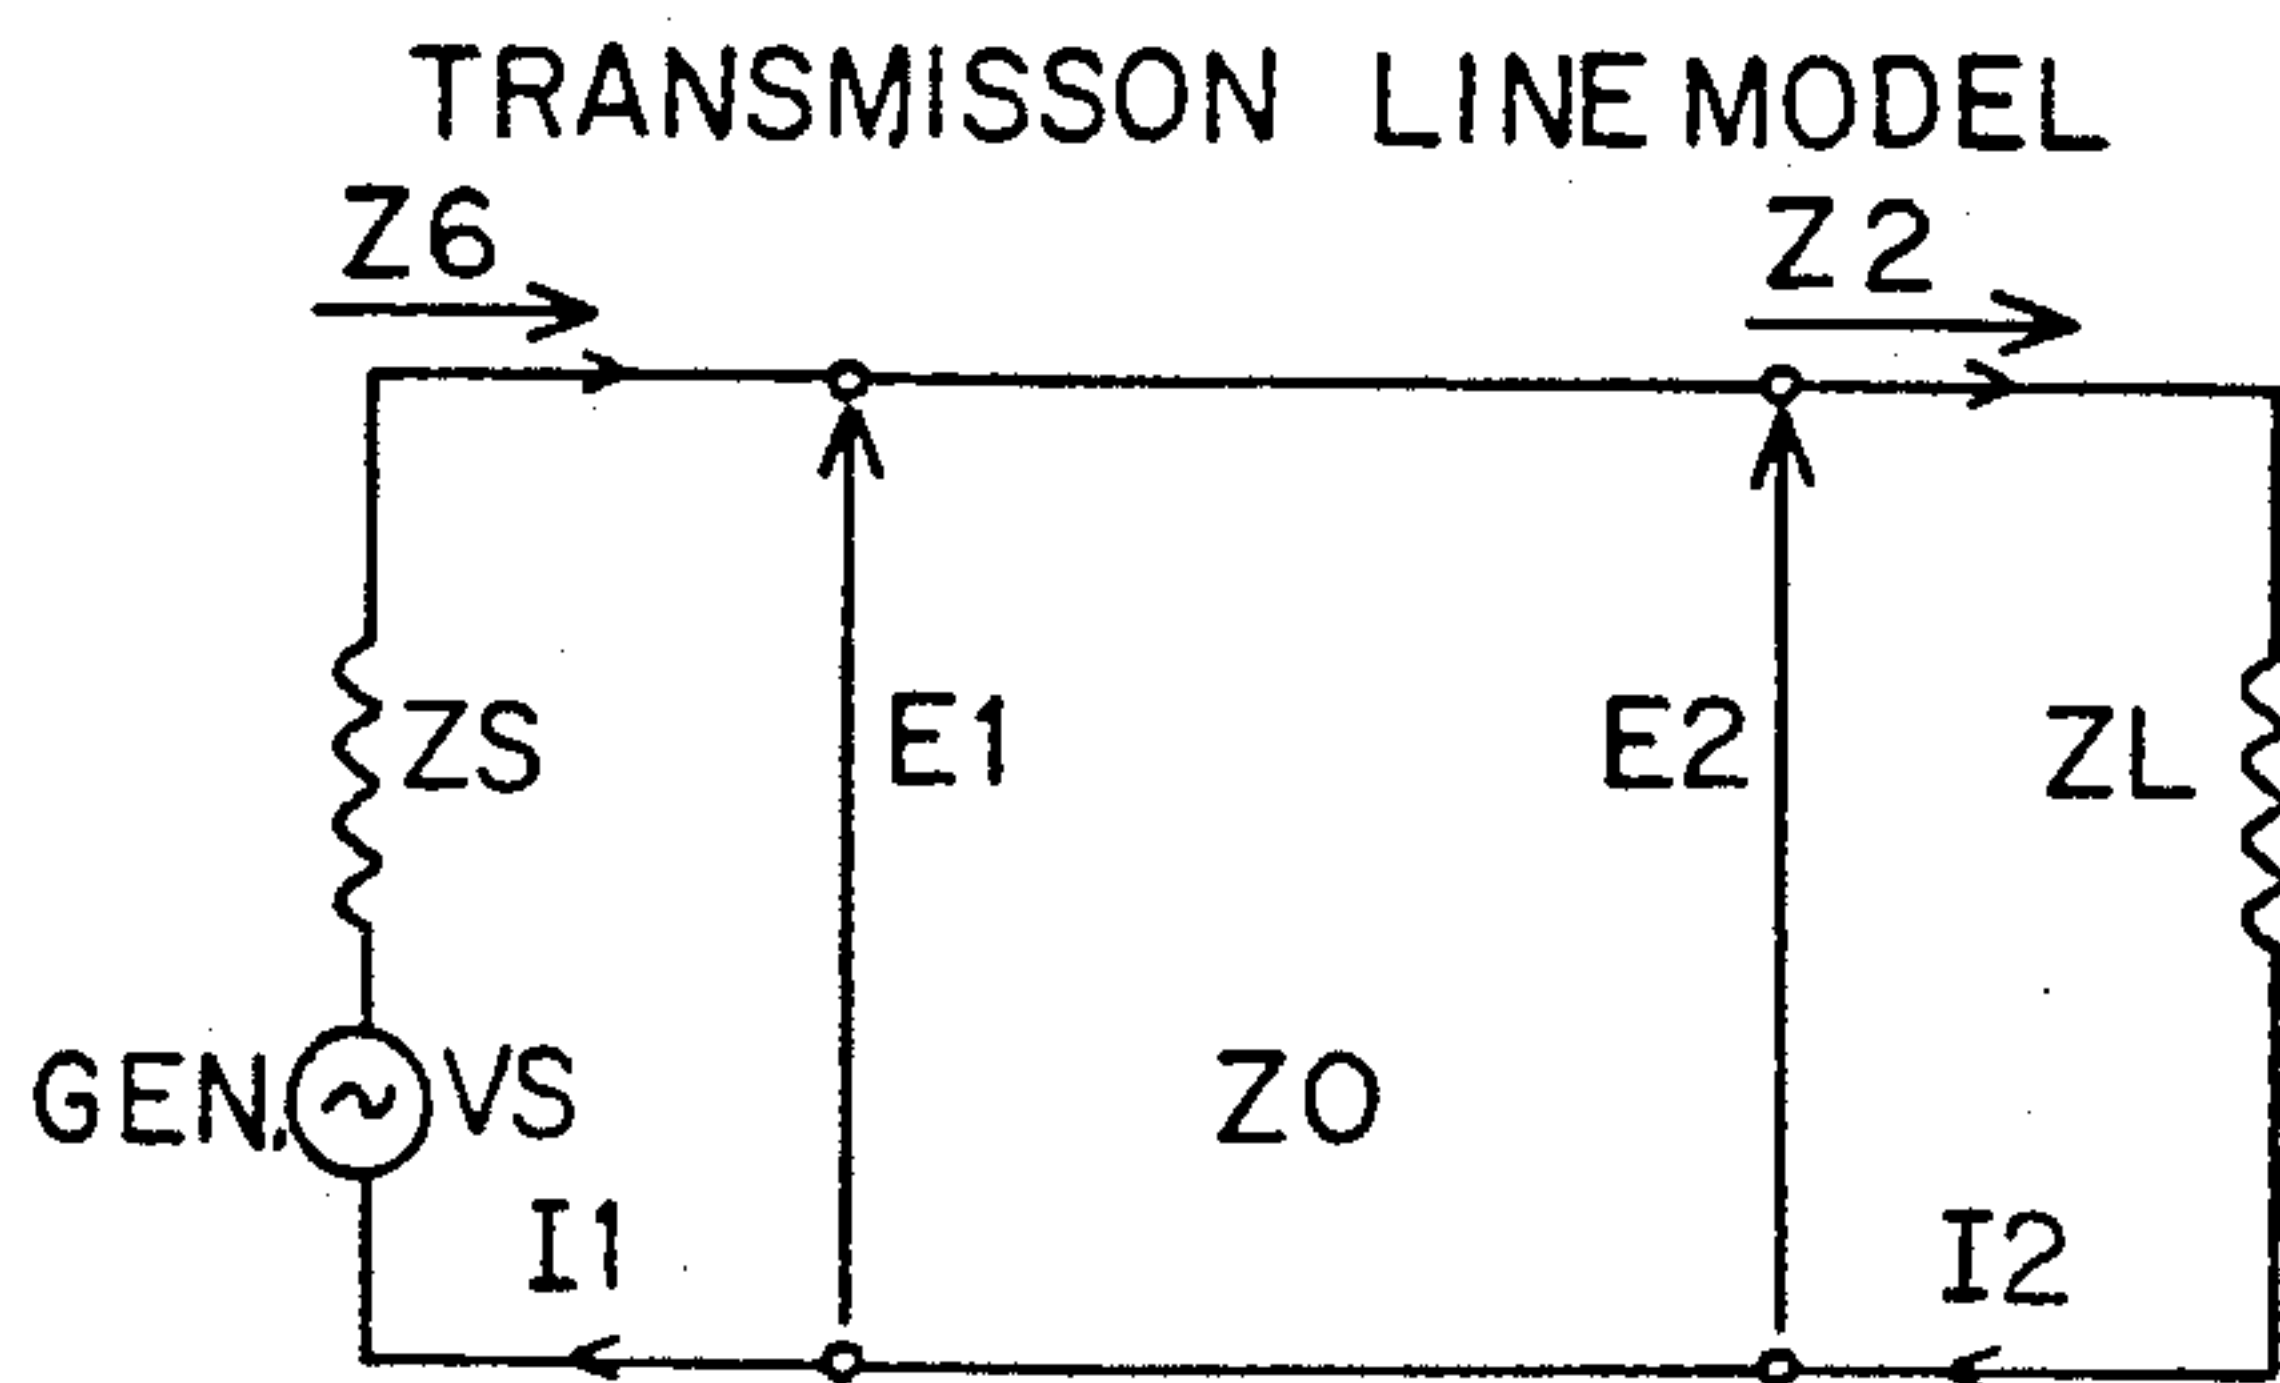 TRANSMISSON LINE MODEL
Z6
Z2
ZS
E1
E2
ZL
GEN.
VS
ZO
I1
I2